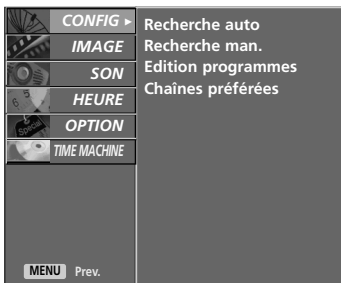 CONFIG ▸
IMAGE
SON
HEURE
OPTION
TIME MACHINE
Recherche auto
Recherche man.
Edition programmes
Chaînes préférées
MENU Prev.